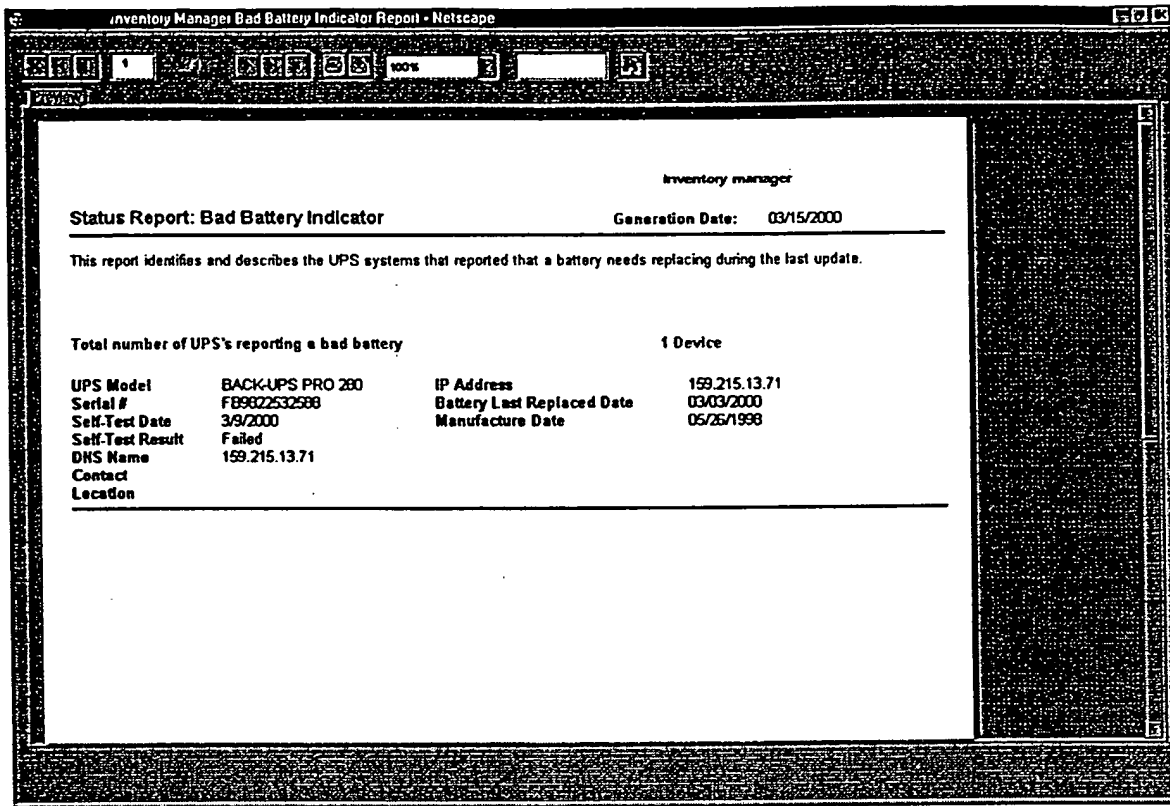 Inventory Manager Bad Battery Indicator Report - Netscape
1
100%
Preview
Inventory manager
Status Report: Bad Battery Indicator
Generation Date: 03/15/2000
This report identifies and describes the UPS systems that reported that a battery needs replacing during the last update.
Total number of UPS's reporting a bad battery 1 Device
UPS Model BACK-UPS PRO 280 IP Address 159.215.13.71
Serial # FB9822532588 Battery Last Replaced Date 03/03/2000
Self-Test Date 3/9/2000 Manufacture Date 05/26/1998
Self-Test Result Failed
DNS Name 159.215.13.71
Contact
Location